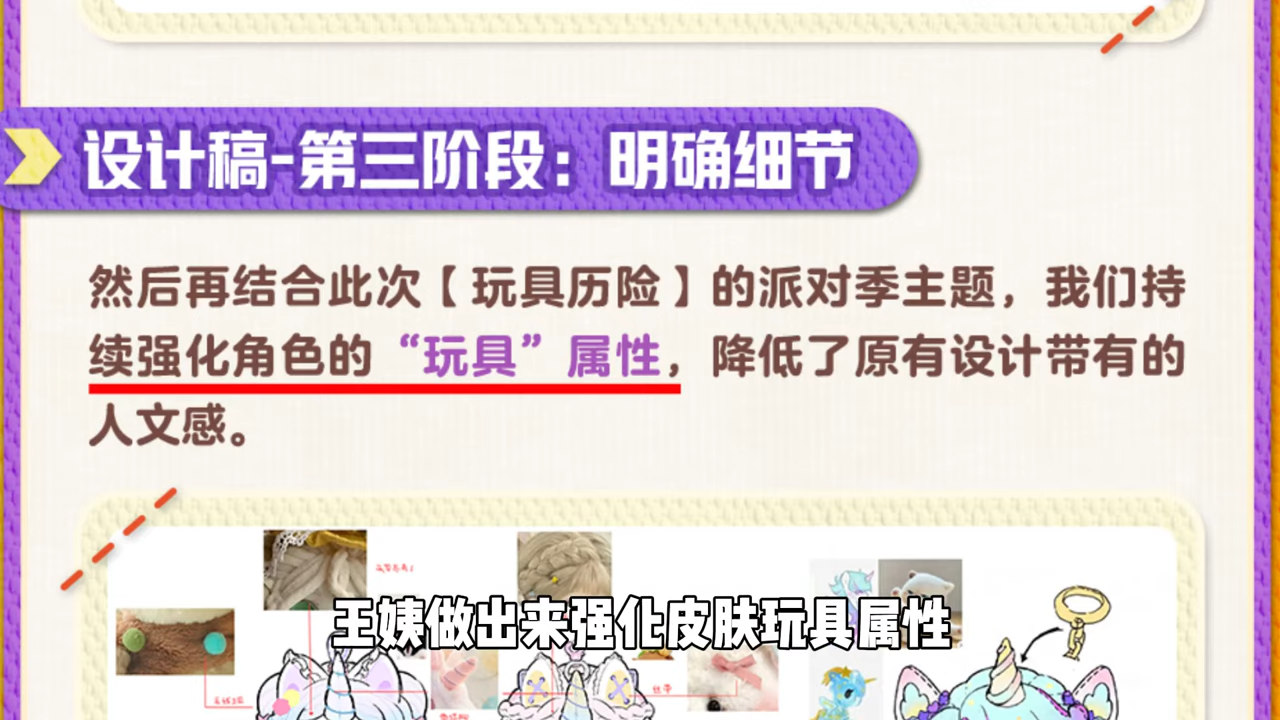 设计稿-第三阶段：明确细节
然后再结合此次【玩具历险】的派对季主题，我们持
续强化角色的“玩具”属性，降低了原有设计带有的
人文感。
王姨做出来强化皮肤玩具属性